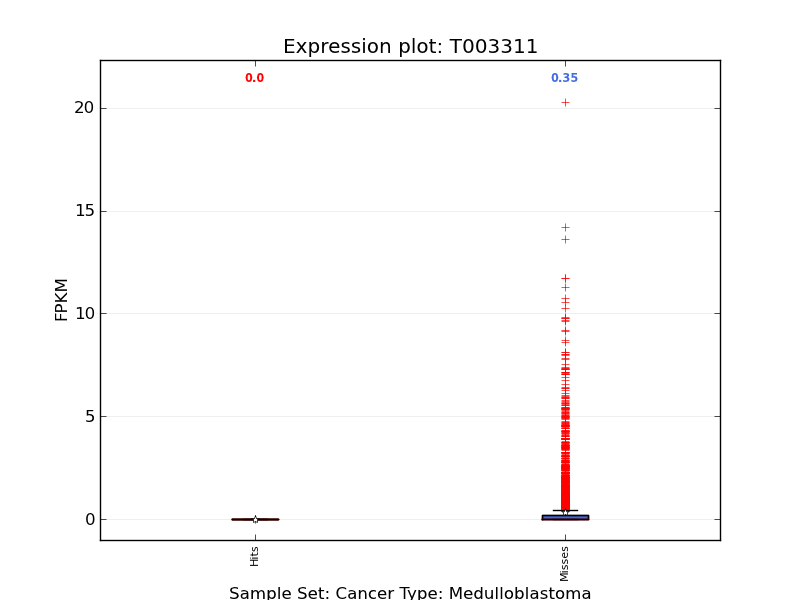 Expression plot: T003311
0.0
0.35
20
15
10
5
0
FPKM
Hits
Misses
Sample Set: Cancer Type: Medulloblastoma